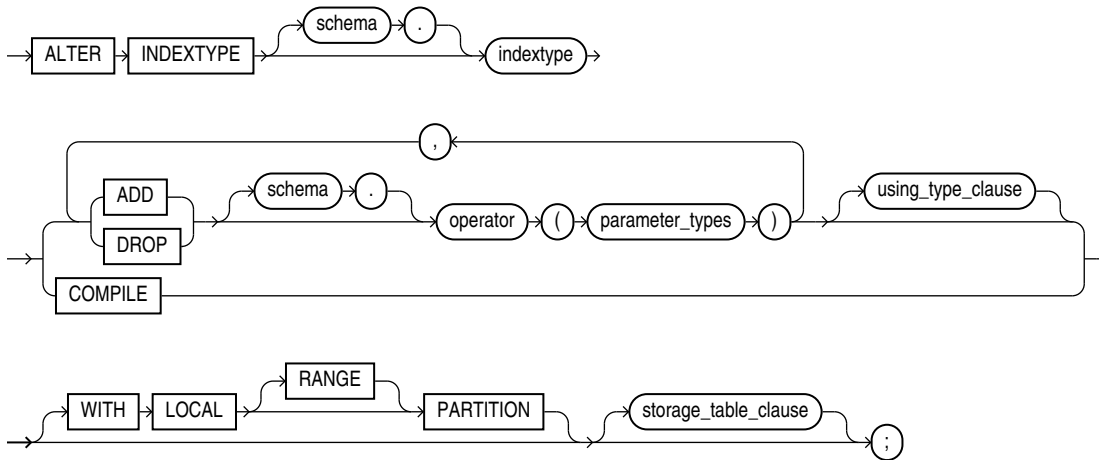 schema .
ALTER INDEXTYPE indextype
,
ADD schema . using_type_clause
operator ( parameter_types )
DROP
COMPILE
RANGE
WITH LOCAL PARTITION storage_table_clause
;